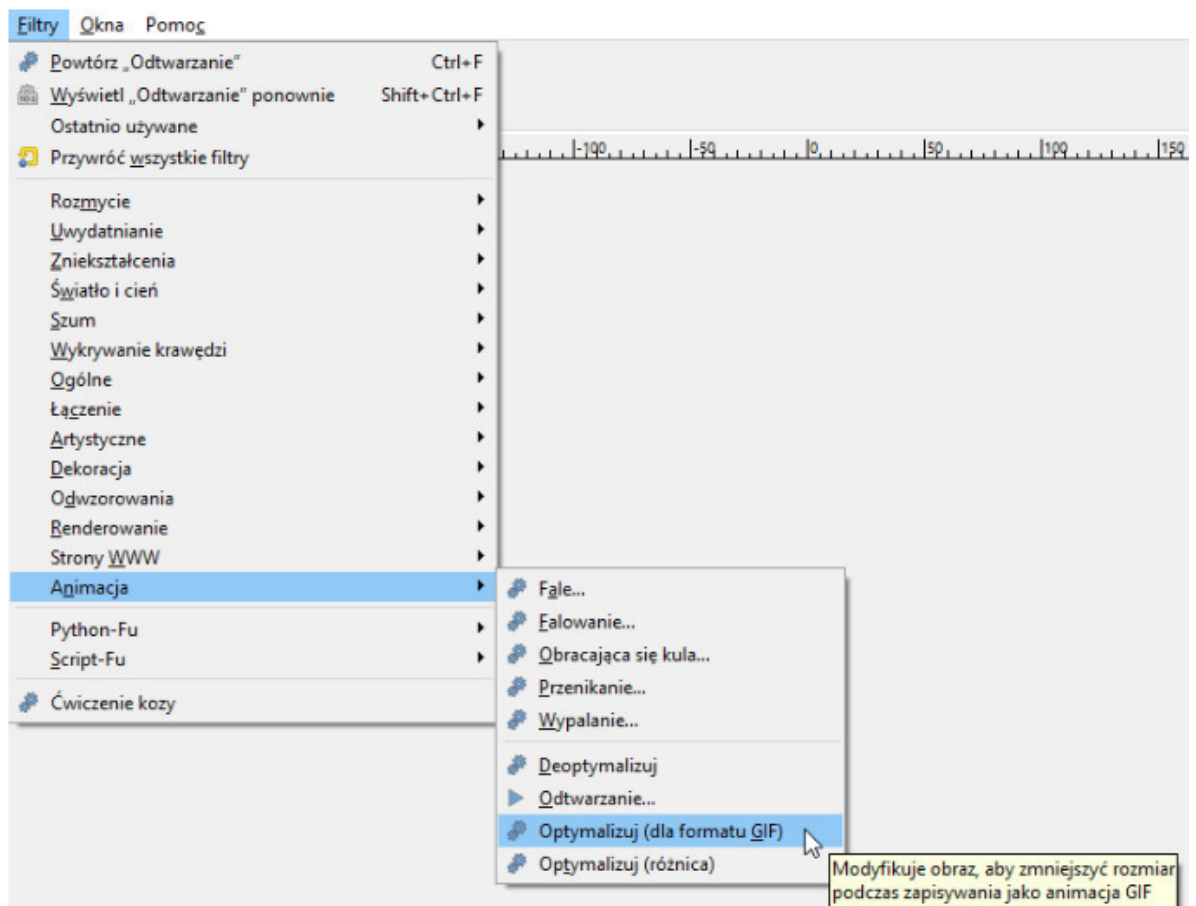 Filtry Okna Pomoc
Powtórz „Odtwarzanie” Ctrl+F
Wyświetl „Odtwarzanie” ponownie Shift+Ctrl+F
Ostatnio używane
Przywróć wszystkie filtry
-100 -50 0 50 100 150
Rozmycie
Uwydatnianie
Zniekształcenia
Światło i cień
Szum
Wykrywanie krawędzi
Ogólne
Łączenie
Artystyczne
Dekoracja
Odwzorowania
Renderowanie
Strony WWW
Animacja
Python-Fu
Script-Fu
Ćwiczenie kozy
Fale...
Falowanie...
Obracająca się kula...
Przenikanie...
Wypalanie...
Deoptymalizuj
Odtwarzanie...
Optymalizuj (dla formatu GIF)
Optymalizuj (różnica)
Modyfikuje obraz, aby zmniejszyć rozmiar
podczas zapisywania jako animacja GIF